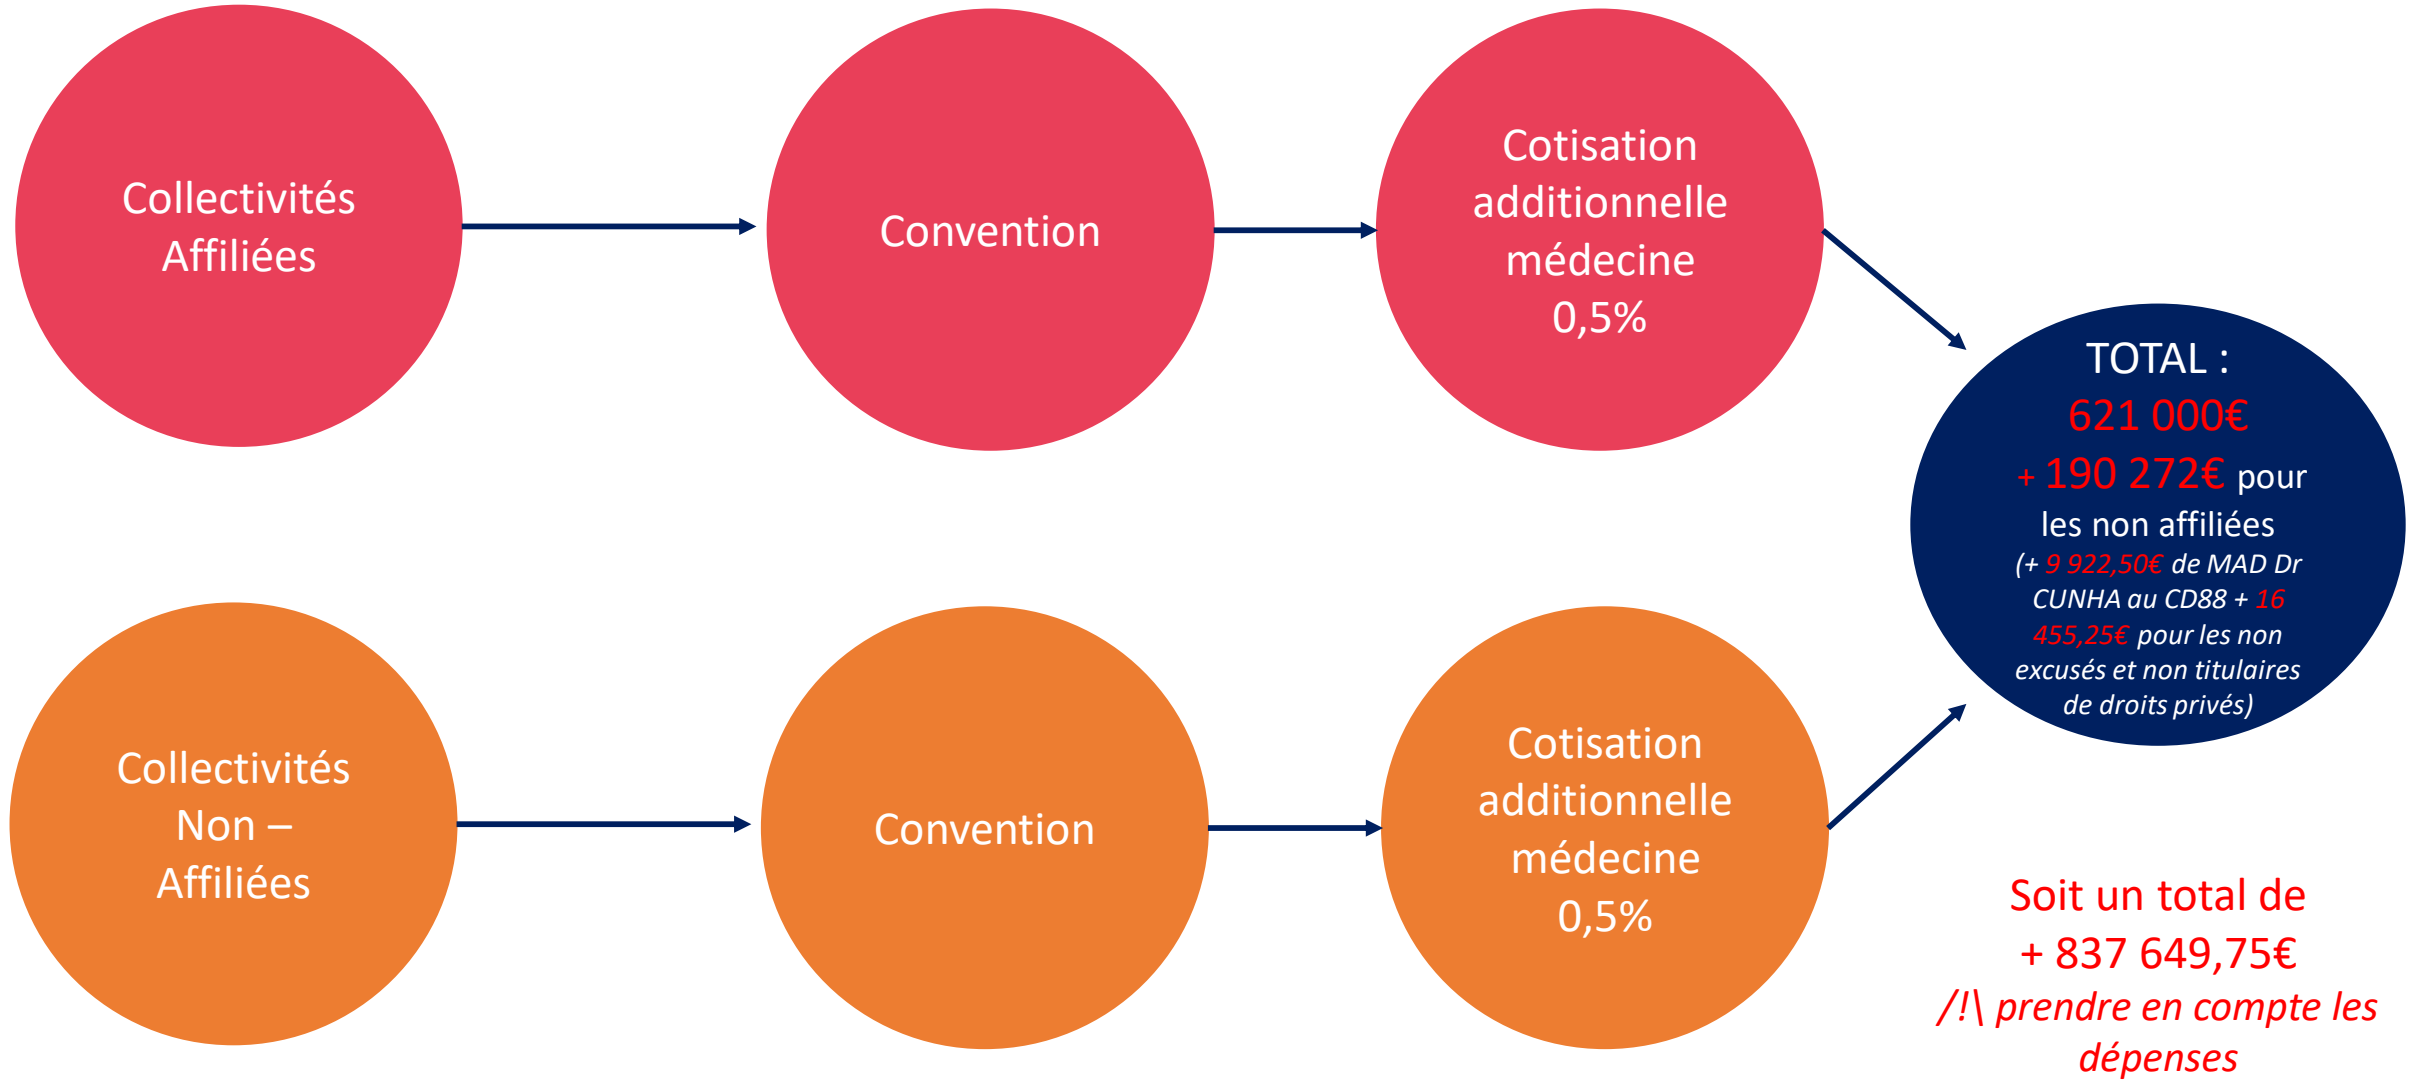 Collectivités
Affiliées
Convention
Cotisation
additionnelle
médecine
0,5%
TOTAL :
621 000€
+ 190 272€ pour
les non affiliées
(+ 9 922,50€ de MAD Dr
CUNHA au CD88 + 16
455,25€ pour les non
excusés et non titulaires
de droits privés)
Collectivités
Non –
Affiliées
Convention
Cotisation
additionnelle
médecine
0,5%
Soit un total de
+ 837 649,75€
/!\ prendre en compte les
dépenses